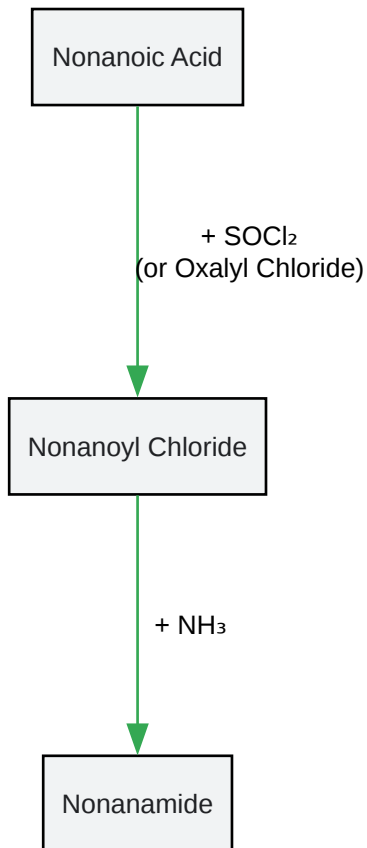 Nonanoic Acid
+ SOCl₂
(or Oxalyl Chloride)
Nonanoyl Chloride
+ NH₃
Nonanamide